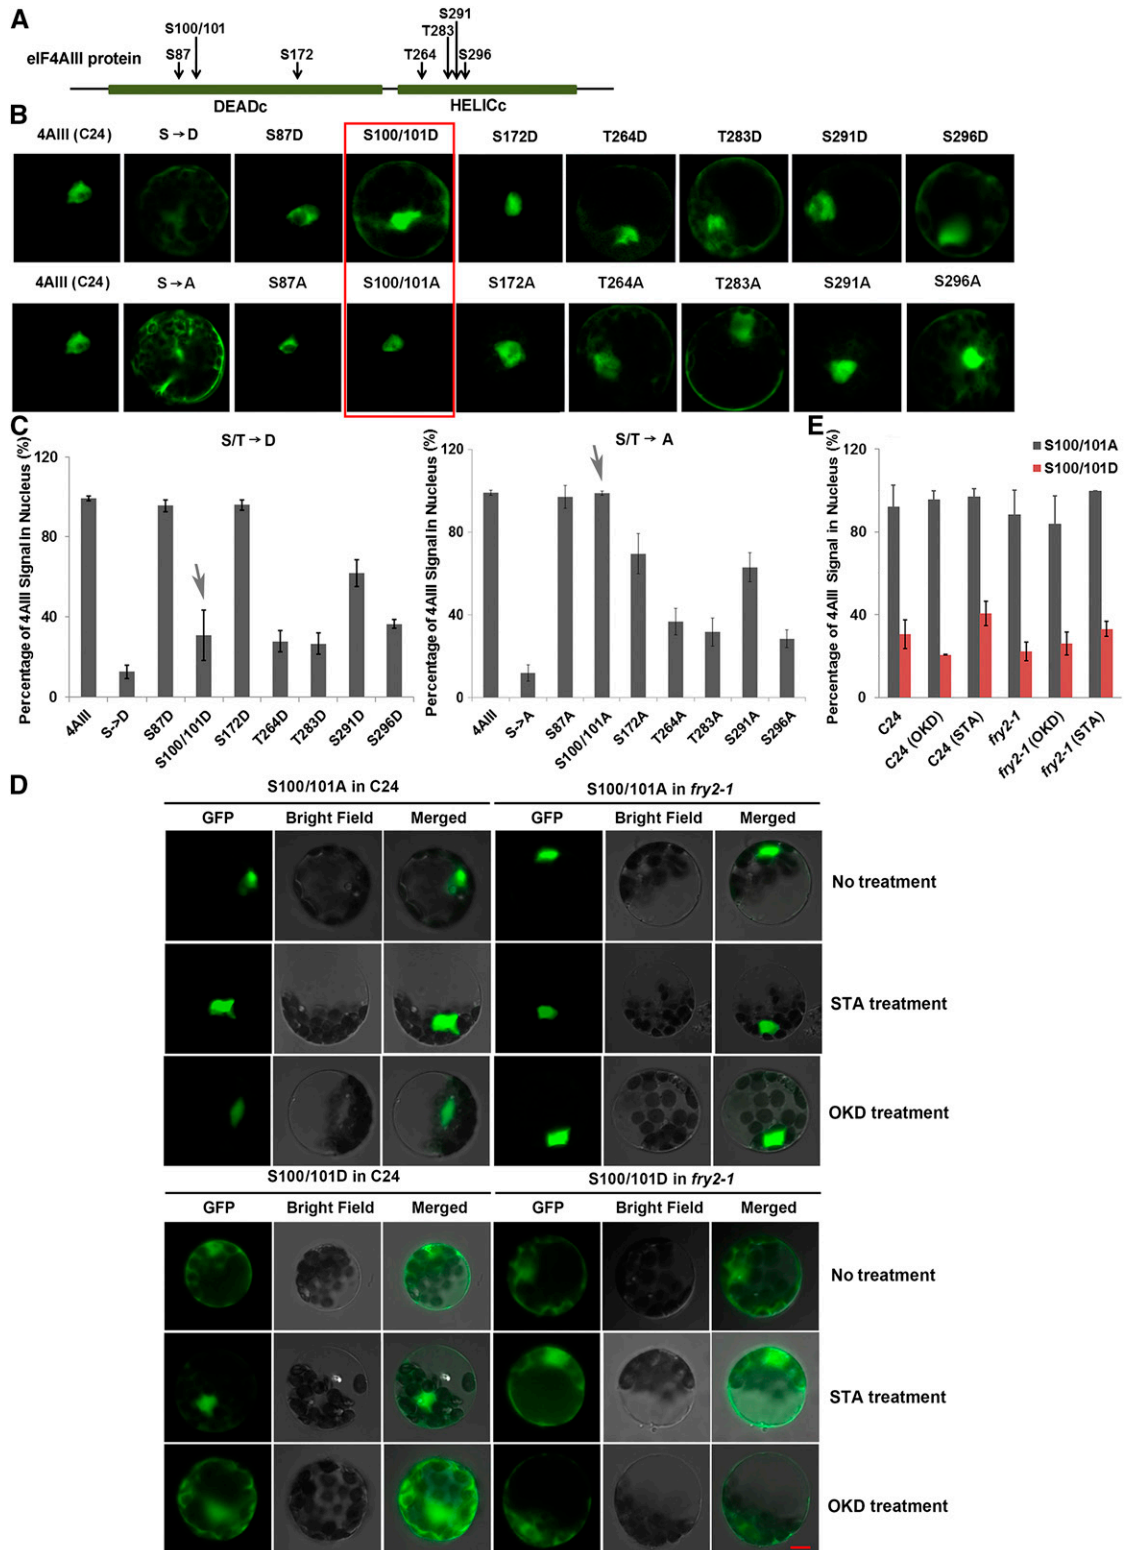 A
S291
S100/101
T283
eIF4AIII protein
S87
S172
T264
S296
DEADc
HELICc
B
4AIII (C24)
S → D
S87D
S100/101D
S172D
T264D
T283D
S291D
S296D
4AIII (C24)
S → A
S87A
S100/101A
S172A
T264A
T283A
S291A
S296A
C
S/T → D
Percentage of 4AIII Signal in Nucleus (%)
120
80
40
0
4AIII
S->D
S87D
S100/101D
S172D
T264D
T283D
S291D
S296D
S/T → A
Percentage of 4AIII Signal in Nucleus (%)
120
80
40
0
4AIII
S->A
S87A
S100/101A
S172A
T264A
T283A
S291A
S296A
E
S100/101A
S100/101D
Percentage of 4AIII Signal in Nucleus (%)
120
80
40
0
C24
C24 (OKD)
C24 (STA)
fry2-1
fry2-1 (OKD)
fry2-1 (STA)
D
S100/101A in C24
S100/101A in fry2-1
GFP
Bright Field
Merged
GFP
Bright Field
Merged
No treatment
STA treatment
OKD treatment
S100/101D in C24
S100/101D in fry2-1
GFP
Bright Field
Merged
GFP
Bright Field
Merged
No treatment
STA treatment
OKD treatment